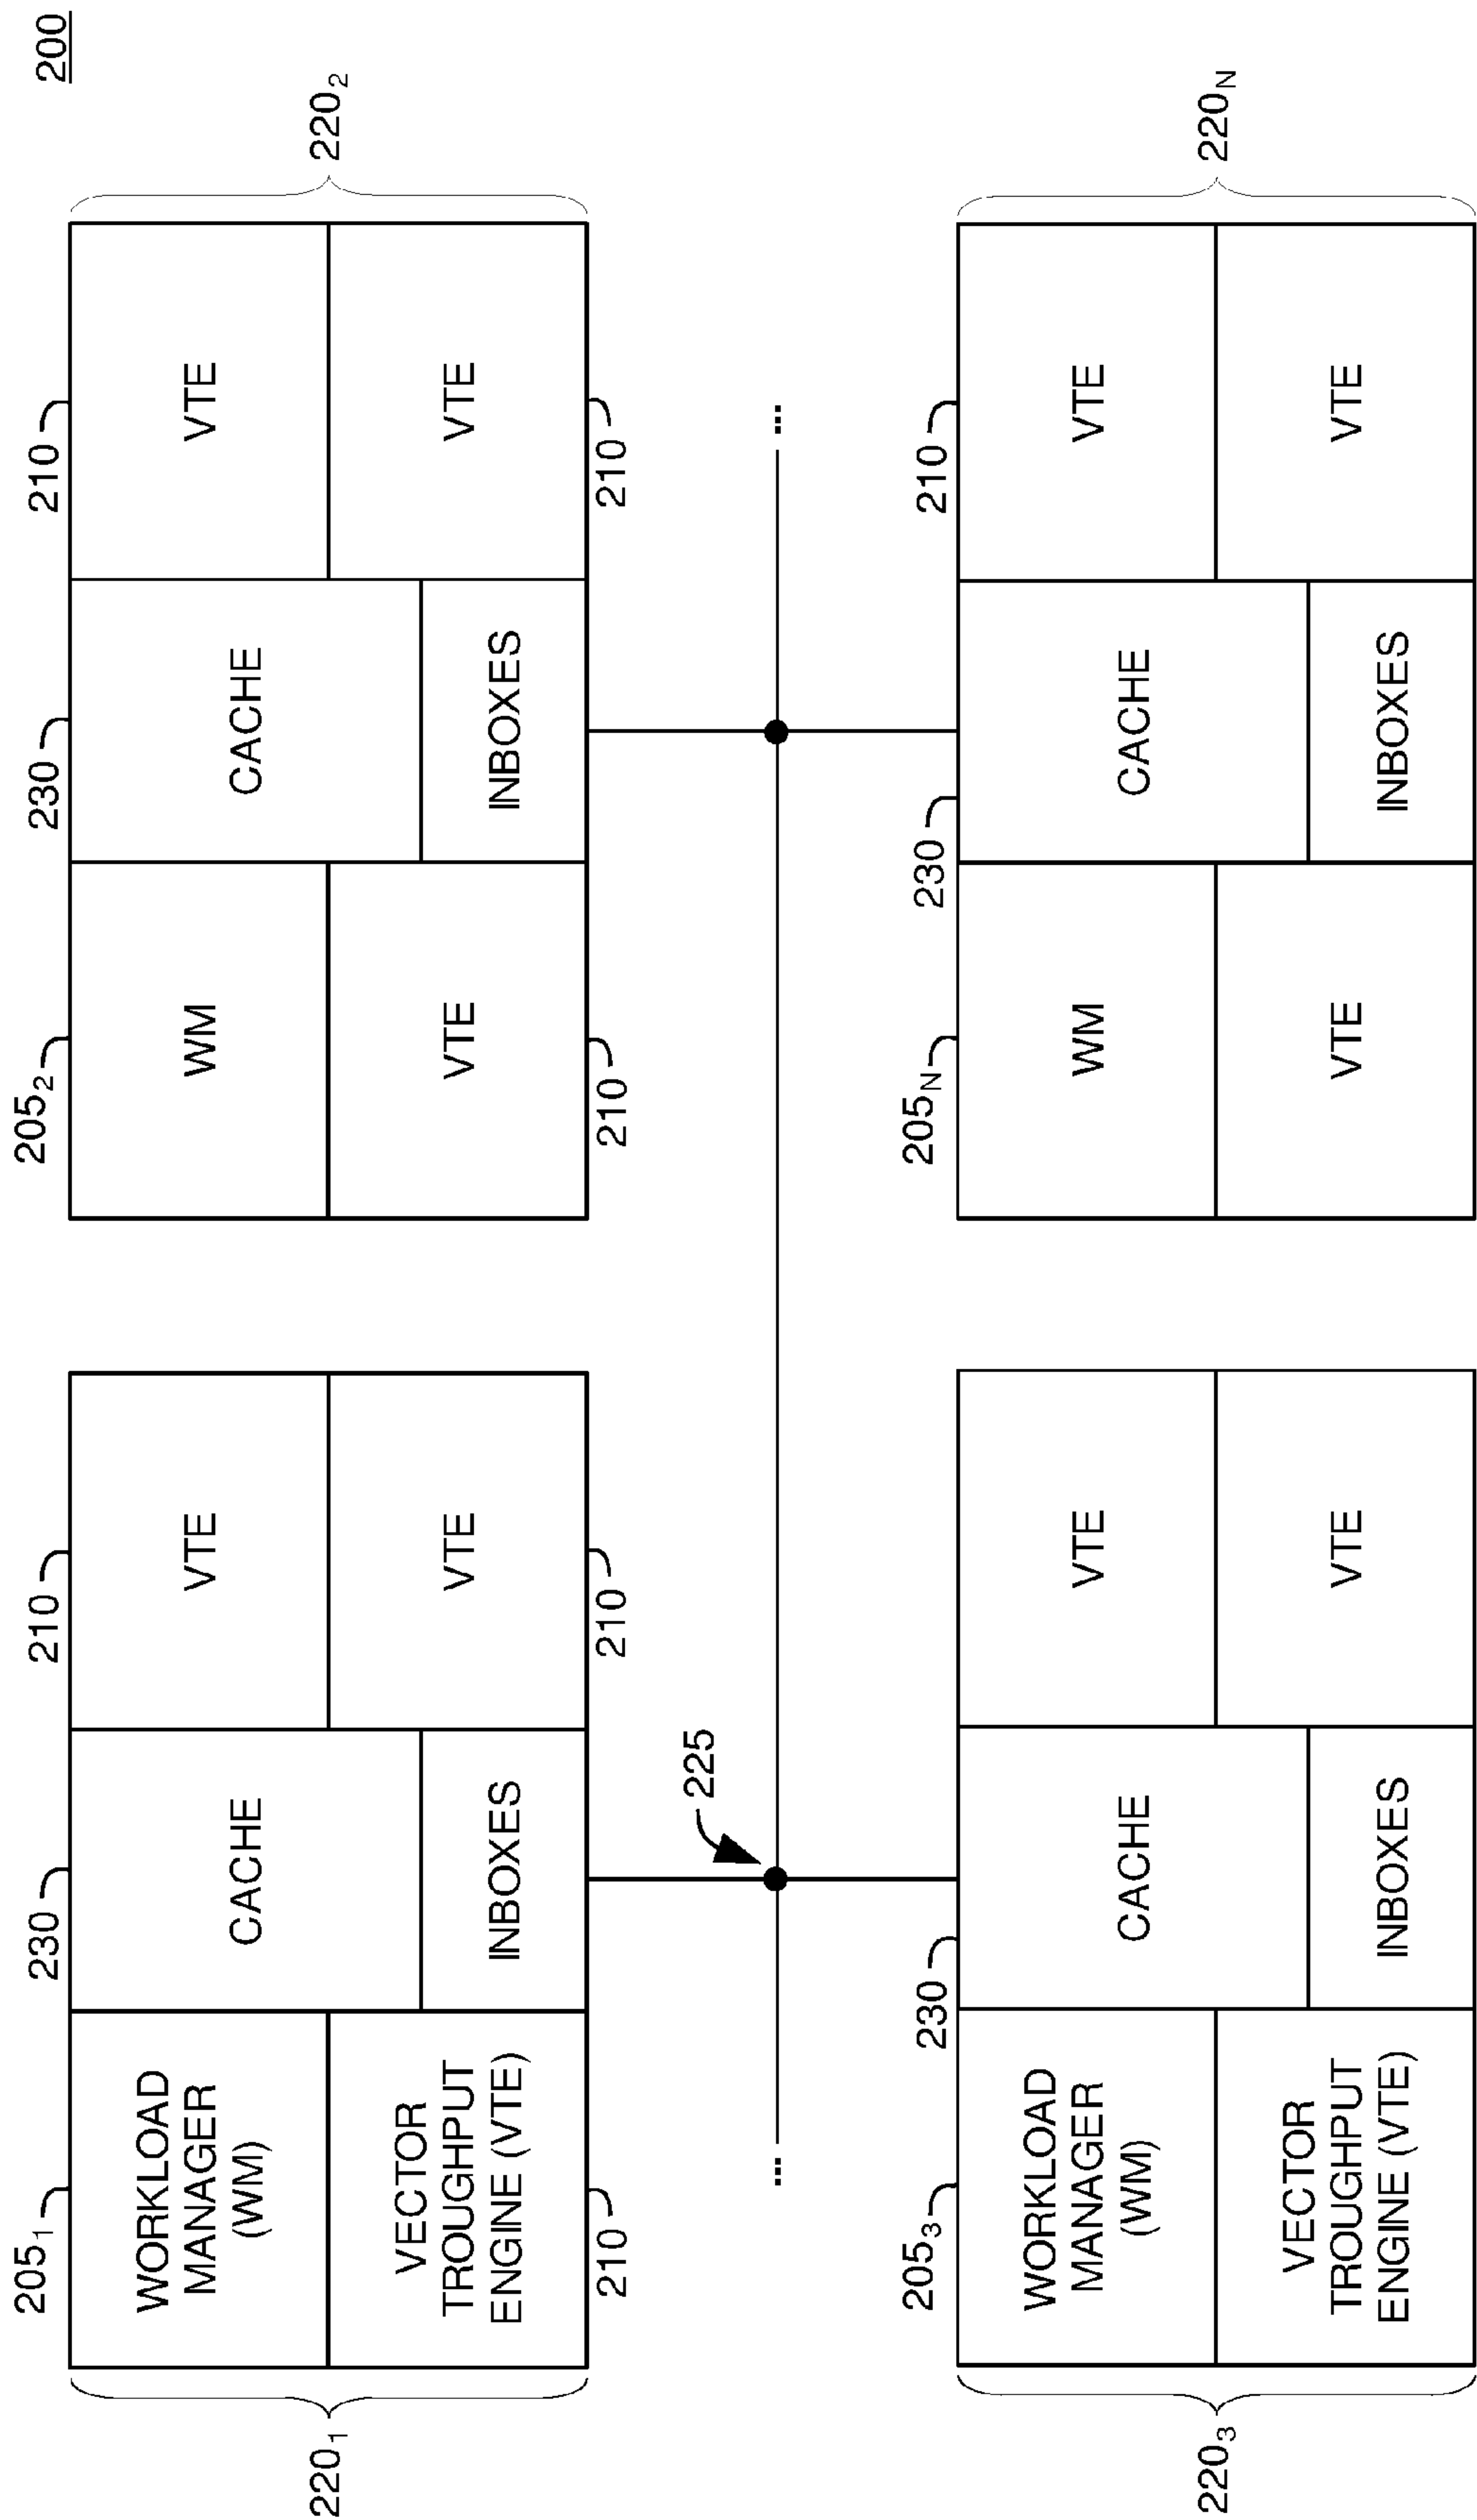 200
205₁
230
210
WORKLOAD
MANAGER
(WM)
CACHE
VTE
VECTOR
TROUGHPUT
ENGINE (VTE)
INBOXES
VTE
220₁
210
210
205₂
230
210
WM
CACHE
VTE
VTE
INBOXES
VTE
220₂
210
210
225
...
...
205₃
230
WORKLOAD
MANAGER
(WM)
CACHE
VTE
VECTOR
TROUGHPUT
ENGINE (VTE)
INBOXES
VTE
220₃
205N
230
210
WM
CACHE
VTE
VTE
INBOXES
VTE
220N